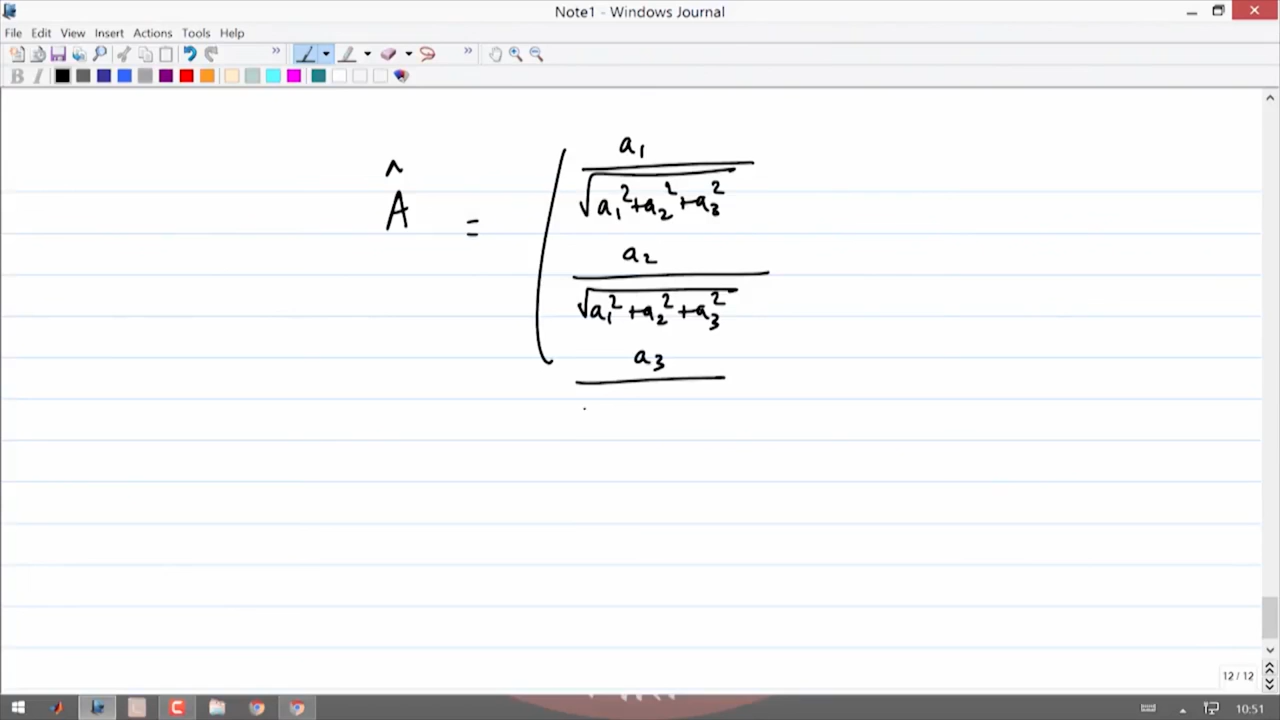 Note1 - Windows Journal
File Edit View Insert Actions Tools Help
B I
Â = ( a₁
√a₁²+a₂²+a₃²
a₂
√a₁²+a₂²+a₃²
a₃
12 / 12
10:51